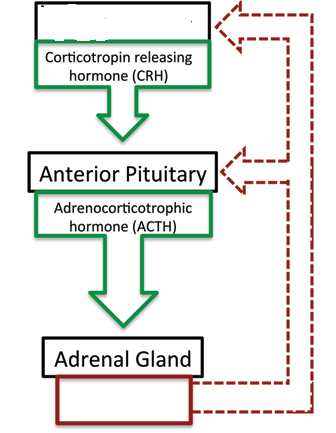 Corticotropin releasing
hormone (CRH)
Anterior Pituitary
Adrenocorticotrophic
hormone (ACTH)
Adrenal Gland